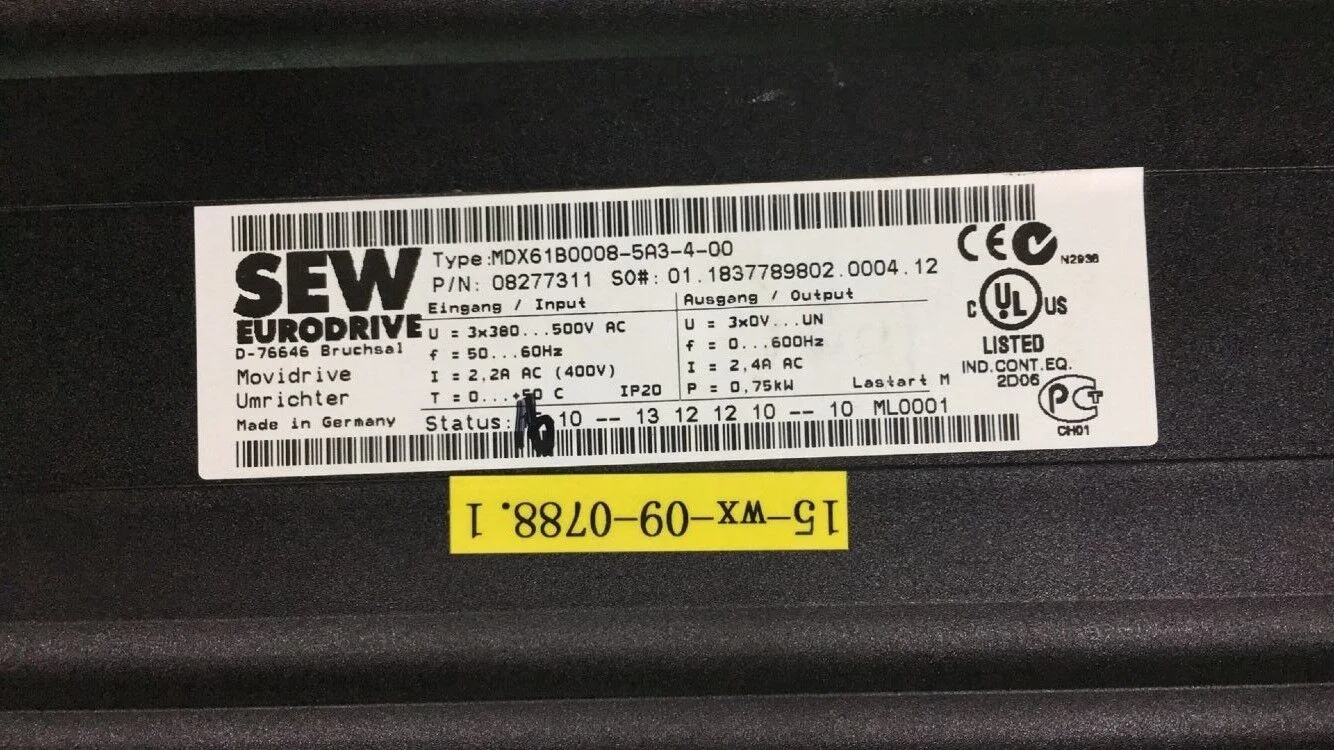 SEW
EURODRIVE
D-76646 Bruchsal
Movidrive
Umrichter
Made in Germany
Type:MDX61B0008-5A3-4-00
P/N: 08277311 SO#: 01.1837789802.0004.12
Eingang / Input
U = 3x380...500V AC
f = 50...60Hz
I = 2,2A AC (400V)
T = 0...+50 C IP20
Ausgang / Output
U = 3x0V...UN
f = 0...600Hz
I = 2,4A AC
P = 0,75kW Lastart M
Status: 10 -- 13 12 12 10 -- 10 ML0001
CE N2936
C UL US
LISTED
IND.CONT.EQ.
2D06
PCT
CH01
15-wx-09-0788.1